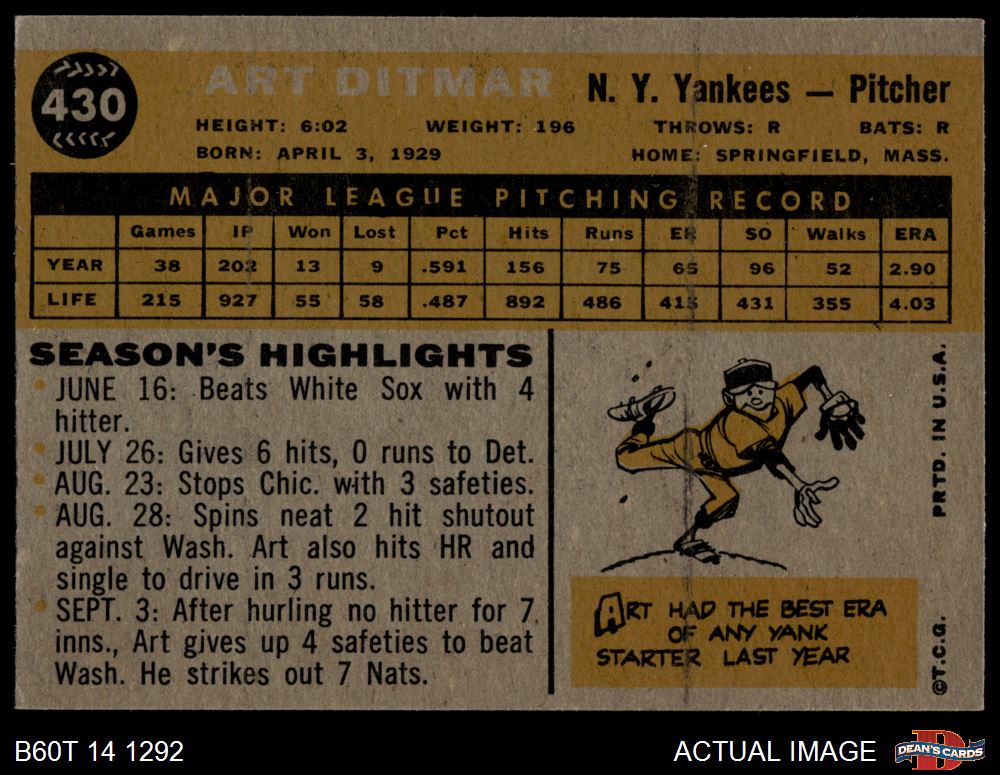 430
ART DITMAR
N. Y. Yankees — Pitcher
HEIGHT: 6:02 WEIGHT: 196 THROWS: R BATS: R
BORN: APRIL 3, 1929 HOME: SPRINGFIELD, MASS.
MAJOR LEAGUE PITCHING RECORD
Games IP Won Lost Pct Hits Runs ER SO Walks ERA
YEAR 38 202 13 9 .591 156 75 65 96 52 2.90
LIFE 215 927 55 58 .487 892 486 415 431 355 4.03
SEASON'S HIGHLIGHTS
JUNE 16: Beats White Sox with 4
hitter.
JULY 26: Gives 6 hits, 0 runs to Det.
AUG. 23: Stops Chic. with 3 safeties.
AUG. 28: Spins neat 2 hit shutout
against Wash. Art also hits HR and
single to drive in 3 runs.
SEPT. 3: After hurling no hitter for 7
inns., Art gives up 4 safeties to beat
Wash. He strikes out 7 Nats.
ART HAD THE BEST ERA
OF ANY YANK
STARTER LAST YEAR
PRTD. IN U.S.A.
©T.C.G.
B60T 14 1292
ACTUAL IMAGE
DEAN'S CARDS